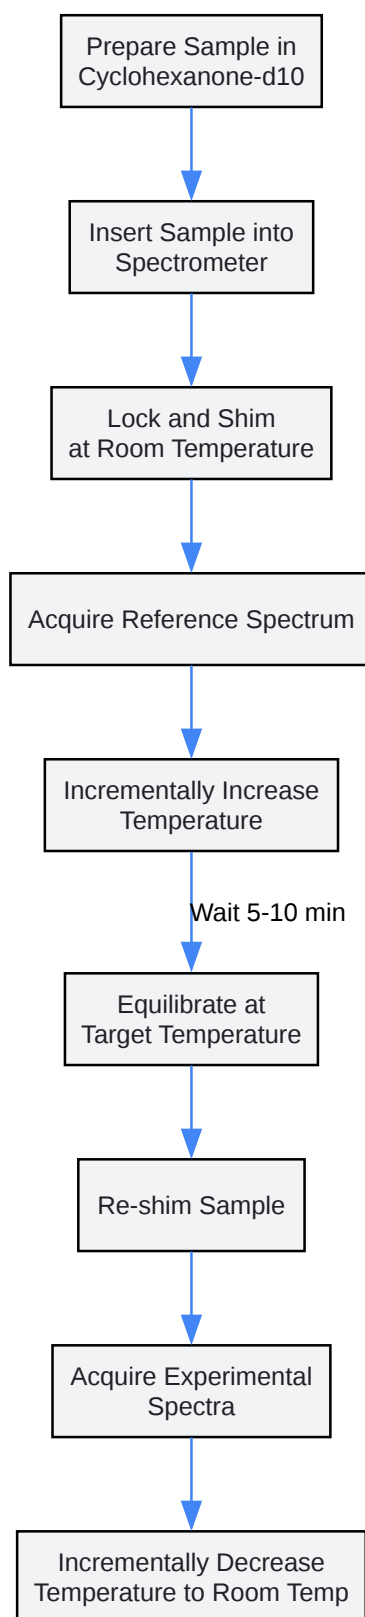 Prepare Sample in
Cyclohexanone-d10
Insert Sample into
Spectrometer
Lock and Shim
at Room Temperature
Acquire Reference Spectrum
Incrementally Increase
Temperature
Wait 5-10 min
Equilibrate at
Target Temperature
Re-shim Sample
Acquire Experimental
Spectra
Incrementally Decrease
Temperature to Room Temp